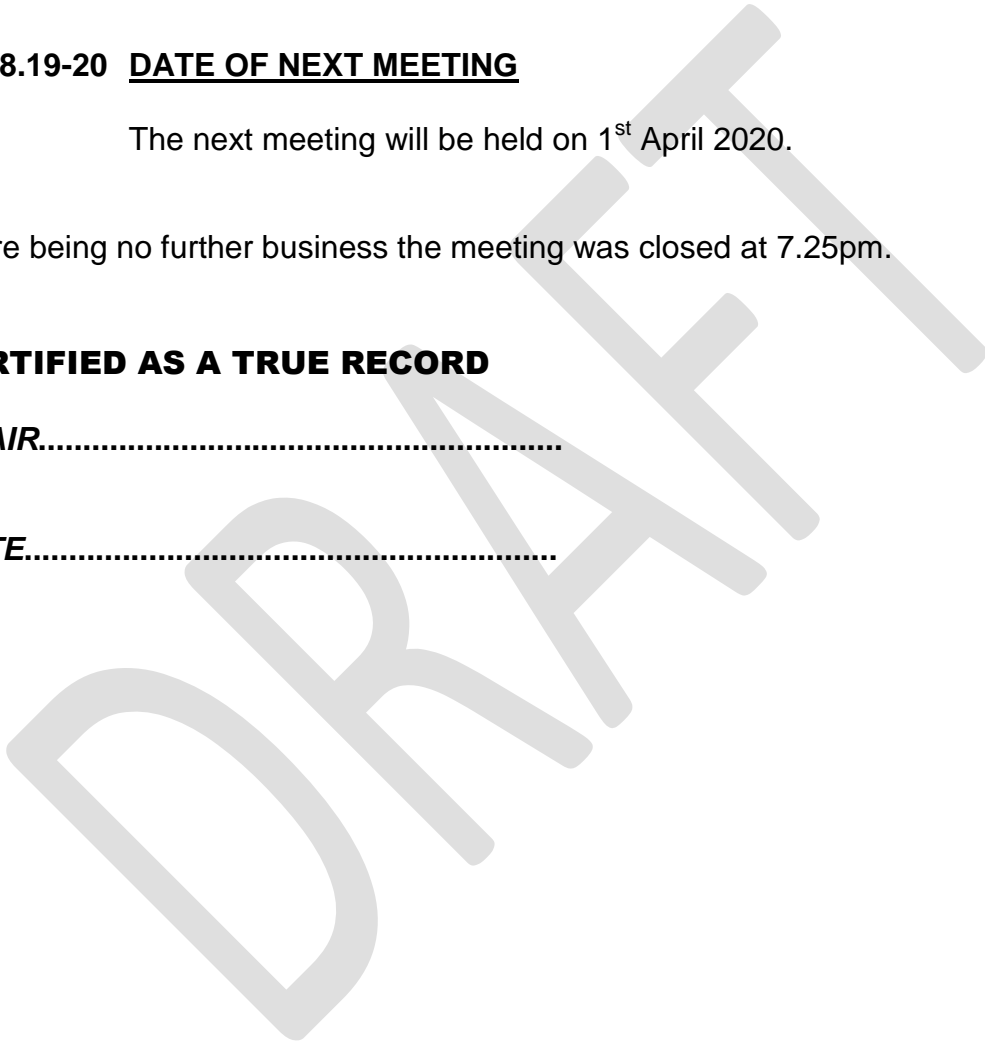 8.19-20 DATE OF NEXT MEETING
The next meeting will be held on 1st April 2020.
re being no further business the meeting was closed at 7.25pm.
RTIFIED AS A TRUE RECORD
AIR..........................................................
TE...........................................................
DRAFT